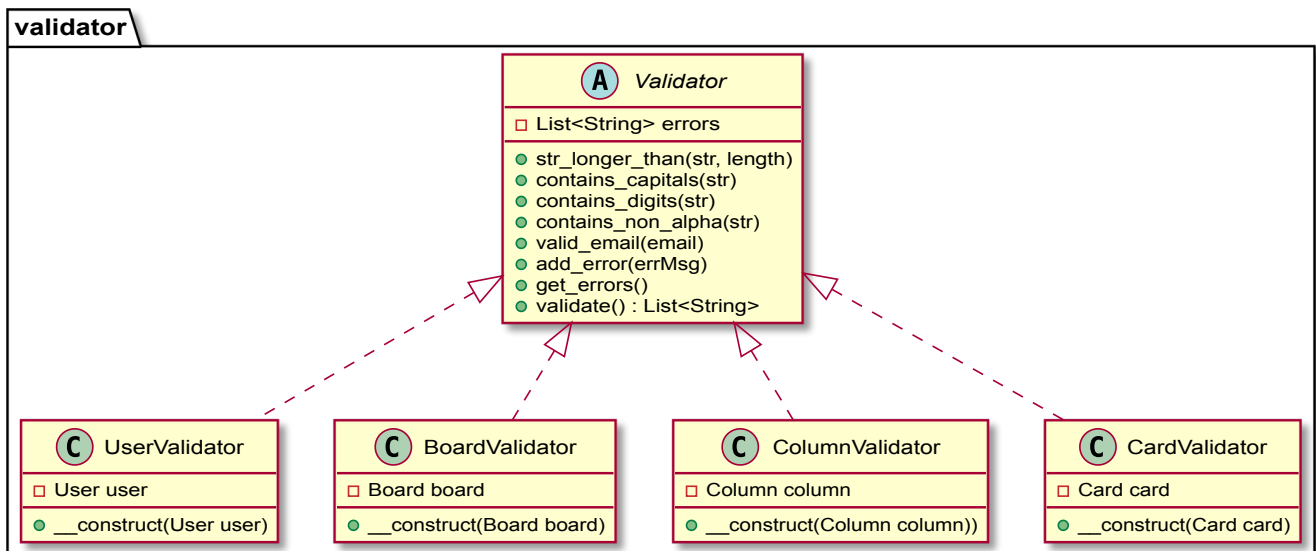 validator
A Validator
List<String> errors
str_longer_than(str, length)
contains_capitals(str)
contains_digits(str)
contains_non_alpha(str)
valid_email(email)
add_error(errMsg)
get_errors()
validate() : List<String>
C UserValidator
User user
__construct(User user)
C BoardValidator
Board board
__construct(Board board)
C ColumnValidator
Column column
__construct(Column column))
C CardValidator
Card card
__construct(Card card)